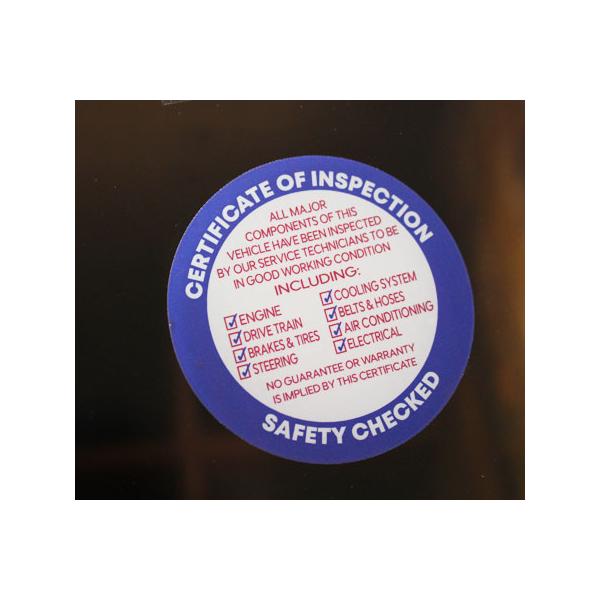 CERTIFICATE OF INSPECTION
ALL MAJOR
COMPONENTS OF THIS
VEHICLE HAVE BEEN INSPECTED
BY OUR SERVICE TECHNICIANS TO BE
IN GOOD WORKING CONDITION
INCLUDING:
ENGINE
DRIVE TRAIN
BRAKES & TIRES
STEERING
COOLING SYSTEM
BELTS & HOSES
AIR CONDITIONING
ELECTRICAL
NO GUARANTEE OR WARRANTY
IS IMPLIED BY THIS CERTIFICATE
SAFETY CHECKED